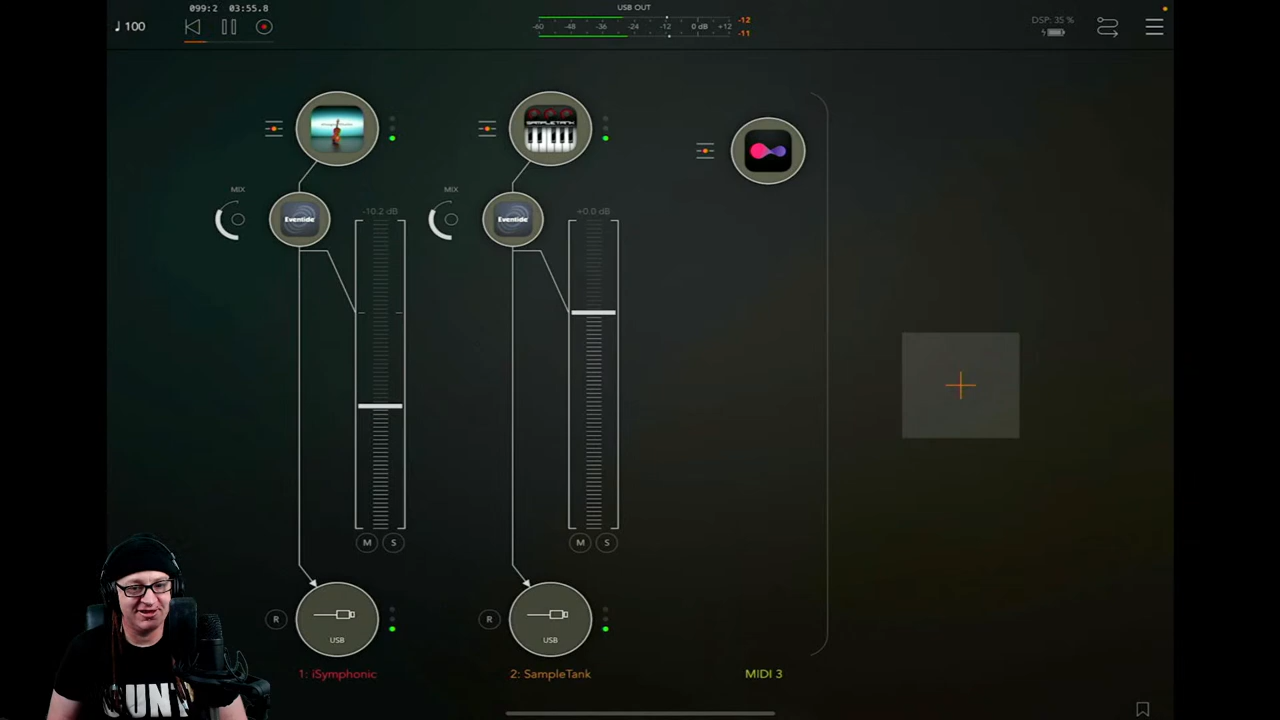 099:2 03:55.8
♩ 100
USB OUT
-60 -48 -36 -24 -12 0 dB +12
-12
-11
DSP: 35 %
SAMPLETANK
MIX
MIX
-10.2 dB
+0.0 dB
Eventide
Eventide
M S
M S
R
USB
R
USB
1: iSymphonic
2: SampleTank
MIDI 3